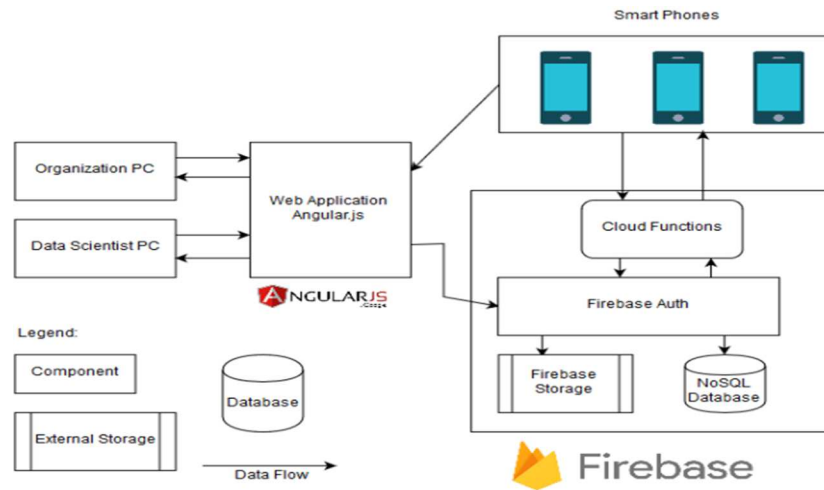 Smart Phones
Organization PC
Data Scientist PC
Web Application
Angular.js
ANGULARJS
Cloud Functions
Firebase Auth
Firebase
Storage
NoSQL
Database
Legend:
Component
External Storage
Database
Data Flow
Firebase